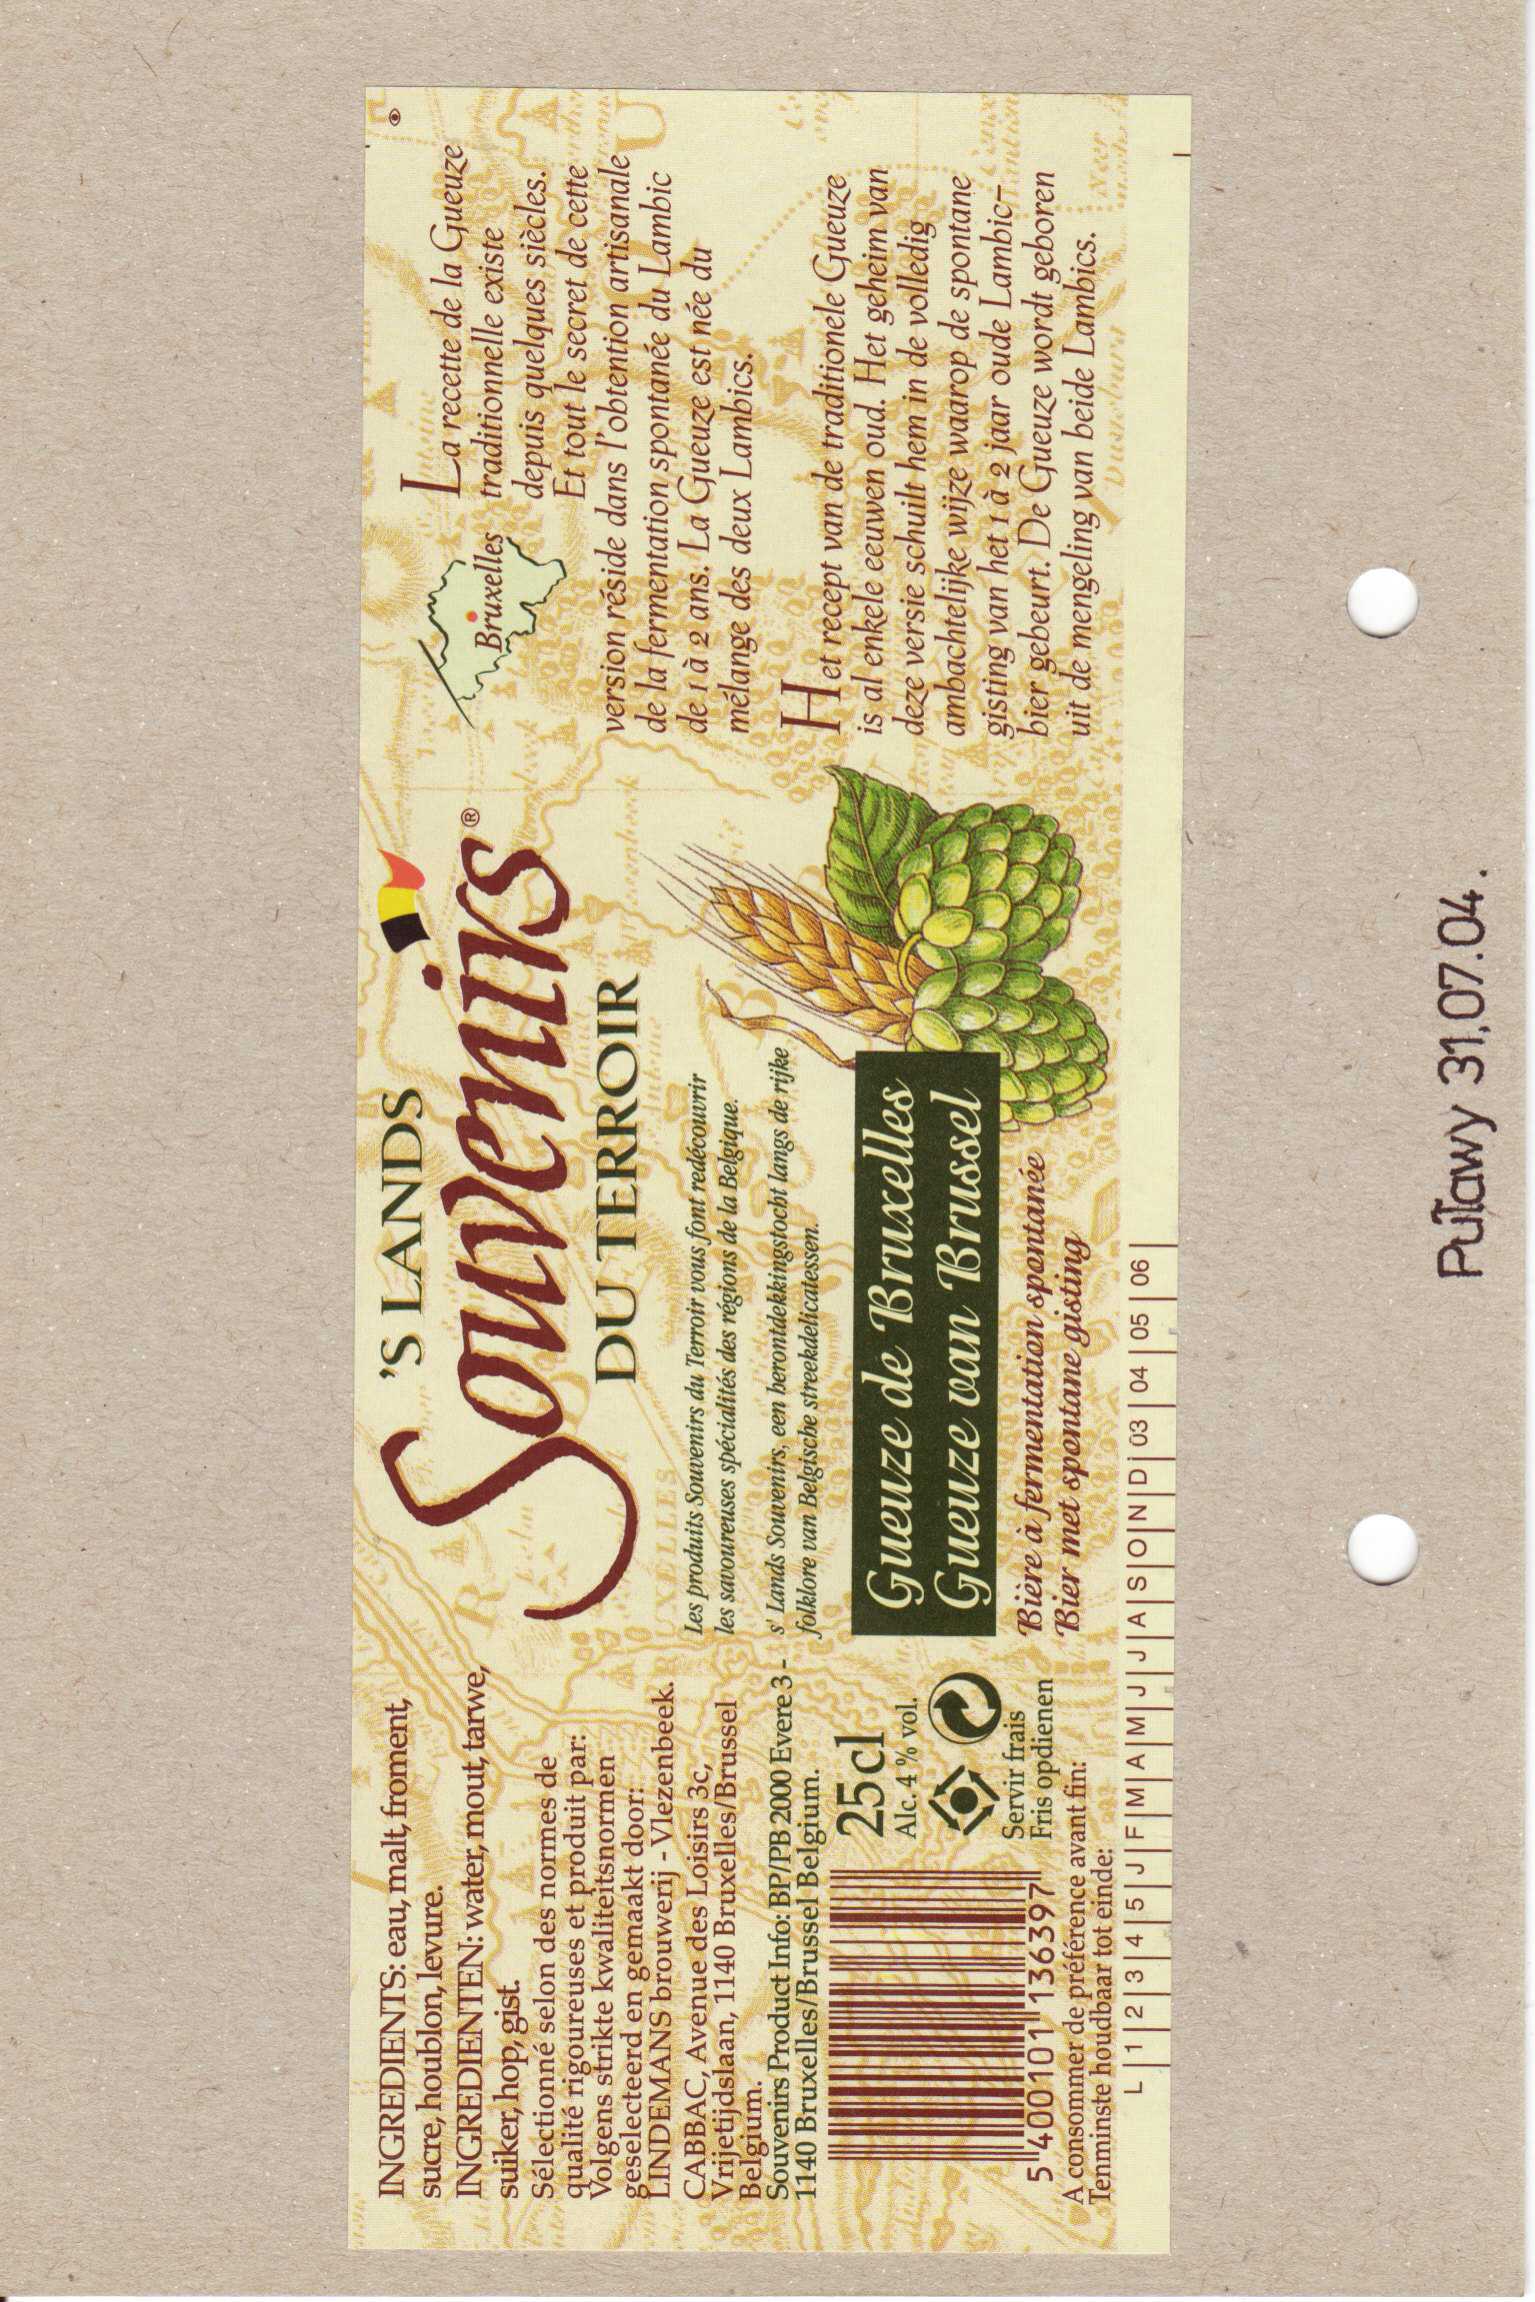 INGREDIENTS: eau, malt, froment,
sucre, houblon, levure.
INGREDIENTEN: water, mout, tarwe,
suiker, hop, gist.
Sélectionné selon des normes de
qualité rigoureuses et produit par:
Volgens strikte kwaliteitsnormen
geselecteerd en gemaakt door:
LINDEMANS brouwerij - Vlezenbeek.
CABBAC, Avenue des Loisirs 3c,
Vrijetijdslaan, 1140 Bruxelles/Brussel
Belgium.
Souvenirs Product Info: BP/PB 2000 Evere 3 -
1140 Bruxelles/Brussel Belgium.
25cl
Alc. 4 % vol.
Servir frais
Fris opdienen
5 400101 136397
A consommer de préférence avant fin:
Tenminste houdbaar tot einde:
L | 1 | 2 | 3 | 4 | 5 | J | F | M | A | M | J | J | A | S | O | N | D | 03 | 04 | 05 | 06 |
'S LANDS
Souvenirs®
DU TERROIR
Les produits Souvenirs du Terroir vous font redécouvrir
les savoureuses spécialités des régions de la Belgique.
s' Lands Souvenirs, een herontdekkingstocht langs de rijke
folklore van Belgische streekdelicatessen.
Gueuze de Bruxelles
Gueuze van Brussel
Bière à fermentation spontanée
Bier met spontane gisting
Bruxelles
La recette de la Gueuze
traditionnelle existe
depuis quelques siècles.
Et tout le secret de cette
version réside dans l'obtention artisanale
de la fermentation spontanée du Lambic
de 1 à 2 ans. La Gueuze est née du
mélange des deux Lambics.
Het recept van de traditionele Gueuze
is al enkele eeuwen oud. Het geheim van
deze versie schuilt hem in de volledig
ambachtelijke wijze waarop de spontane
gisting van het 1 à 2 jaar oude Lambic-
bier gebeurt. De Gueuze wordt geboren
uit de mengeling van beide Lambics.
Puławy 31.07.04.